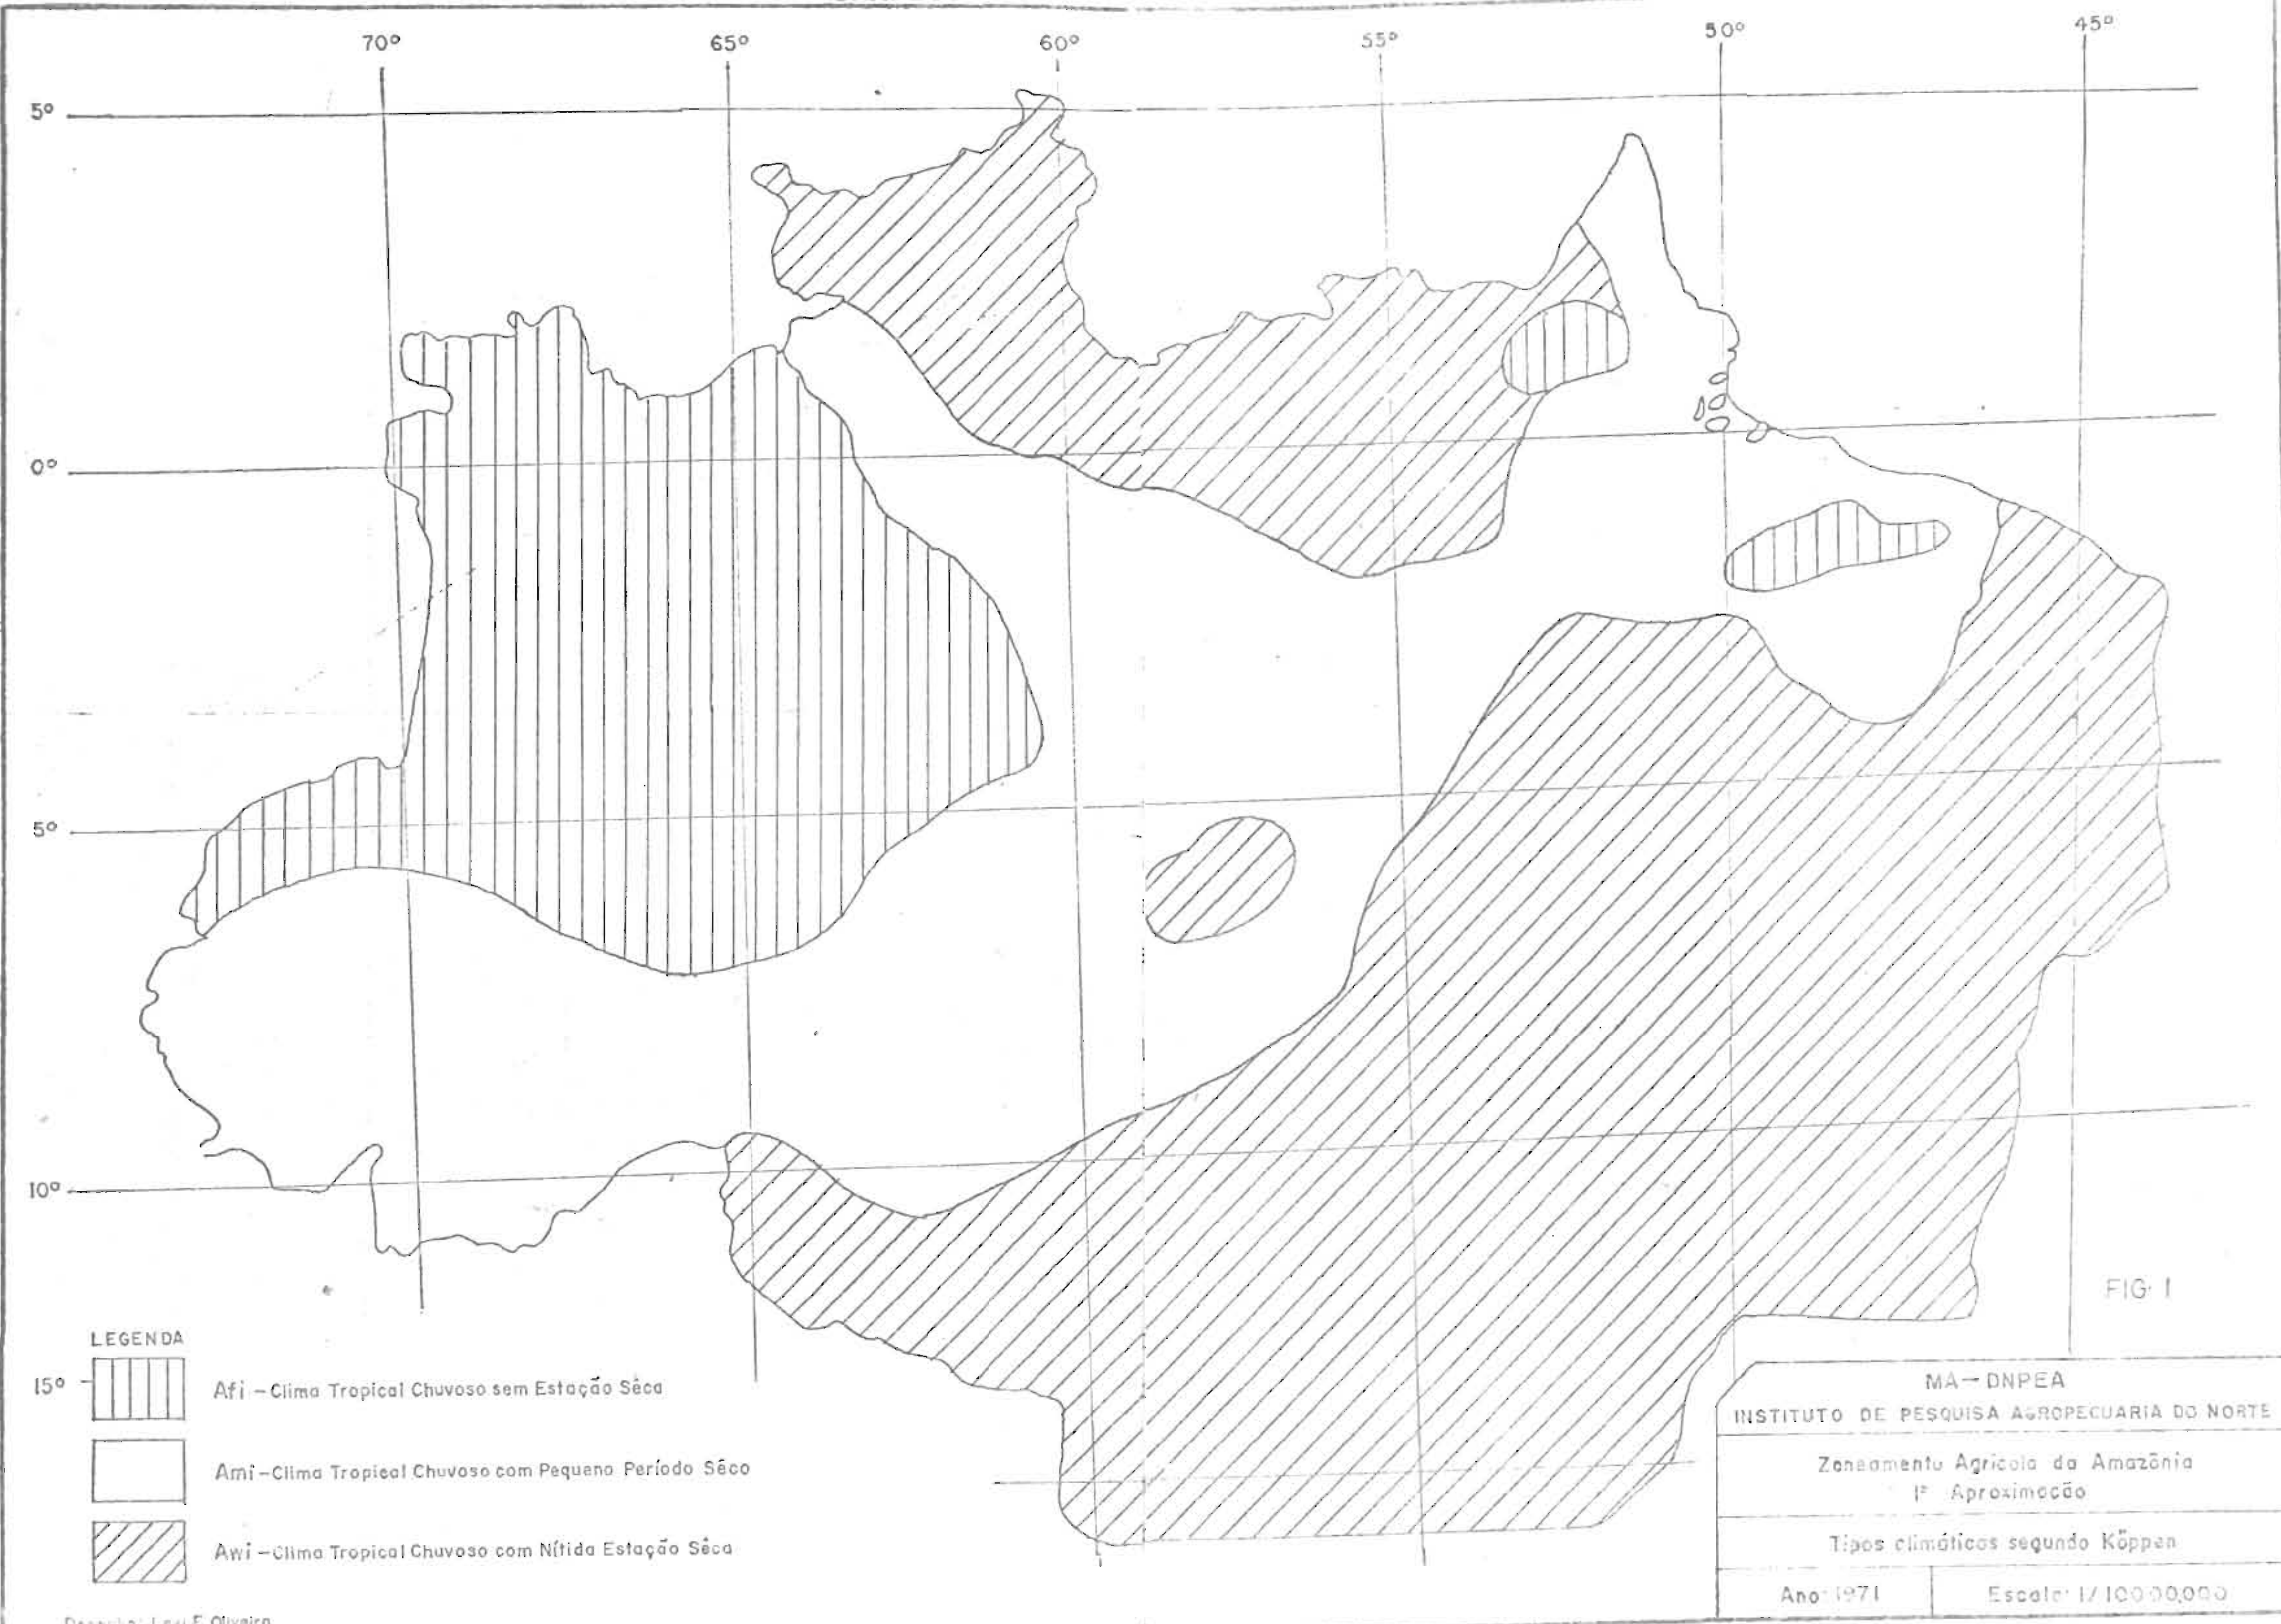 70° 65° 60° 55° 50° 45°
5°
0°
5°
10°
15°
FIG. 1
LEGENDA
Afi – Clima Tropical Chuvoso sem Estação Sêca
Ami – Clima Tropical Chuvoso com Pequeno Período Sêco
Awi – Clima Tropical Chuvoso com Nítida Estação Sêca
MA – DNPEA
INSTITUTO DE PESQUISA AGROPECUARIA DO NORTE
Zoneamento Agrícola da Amazônia
1ª Aproximação
Tipos climáticos segundo Köppen
Ano: 1971
Escala: 1/10000.000
E. Oliveira